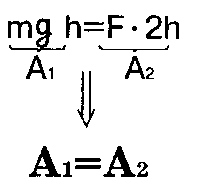 mg h=F·2h
A₁ A₂
⇓
A₁=A₂